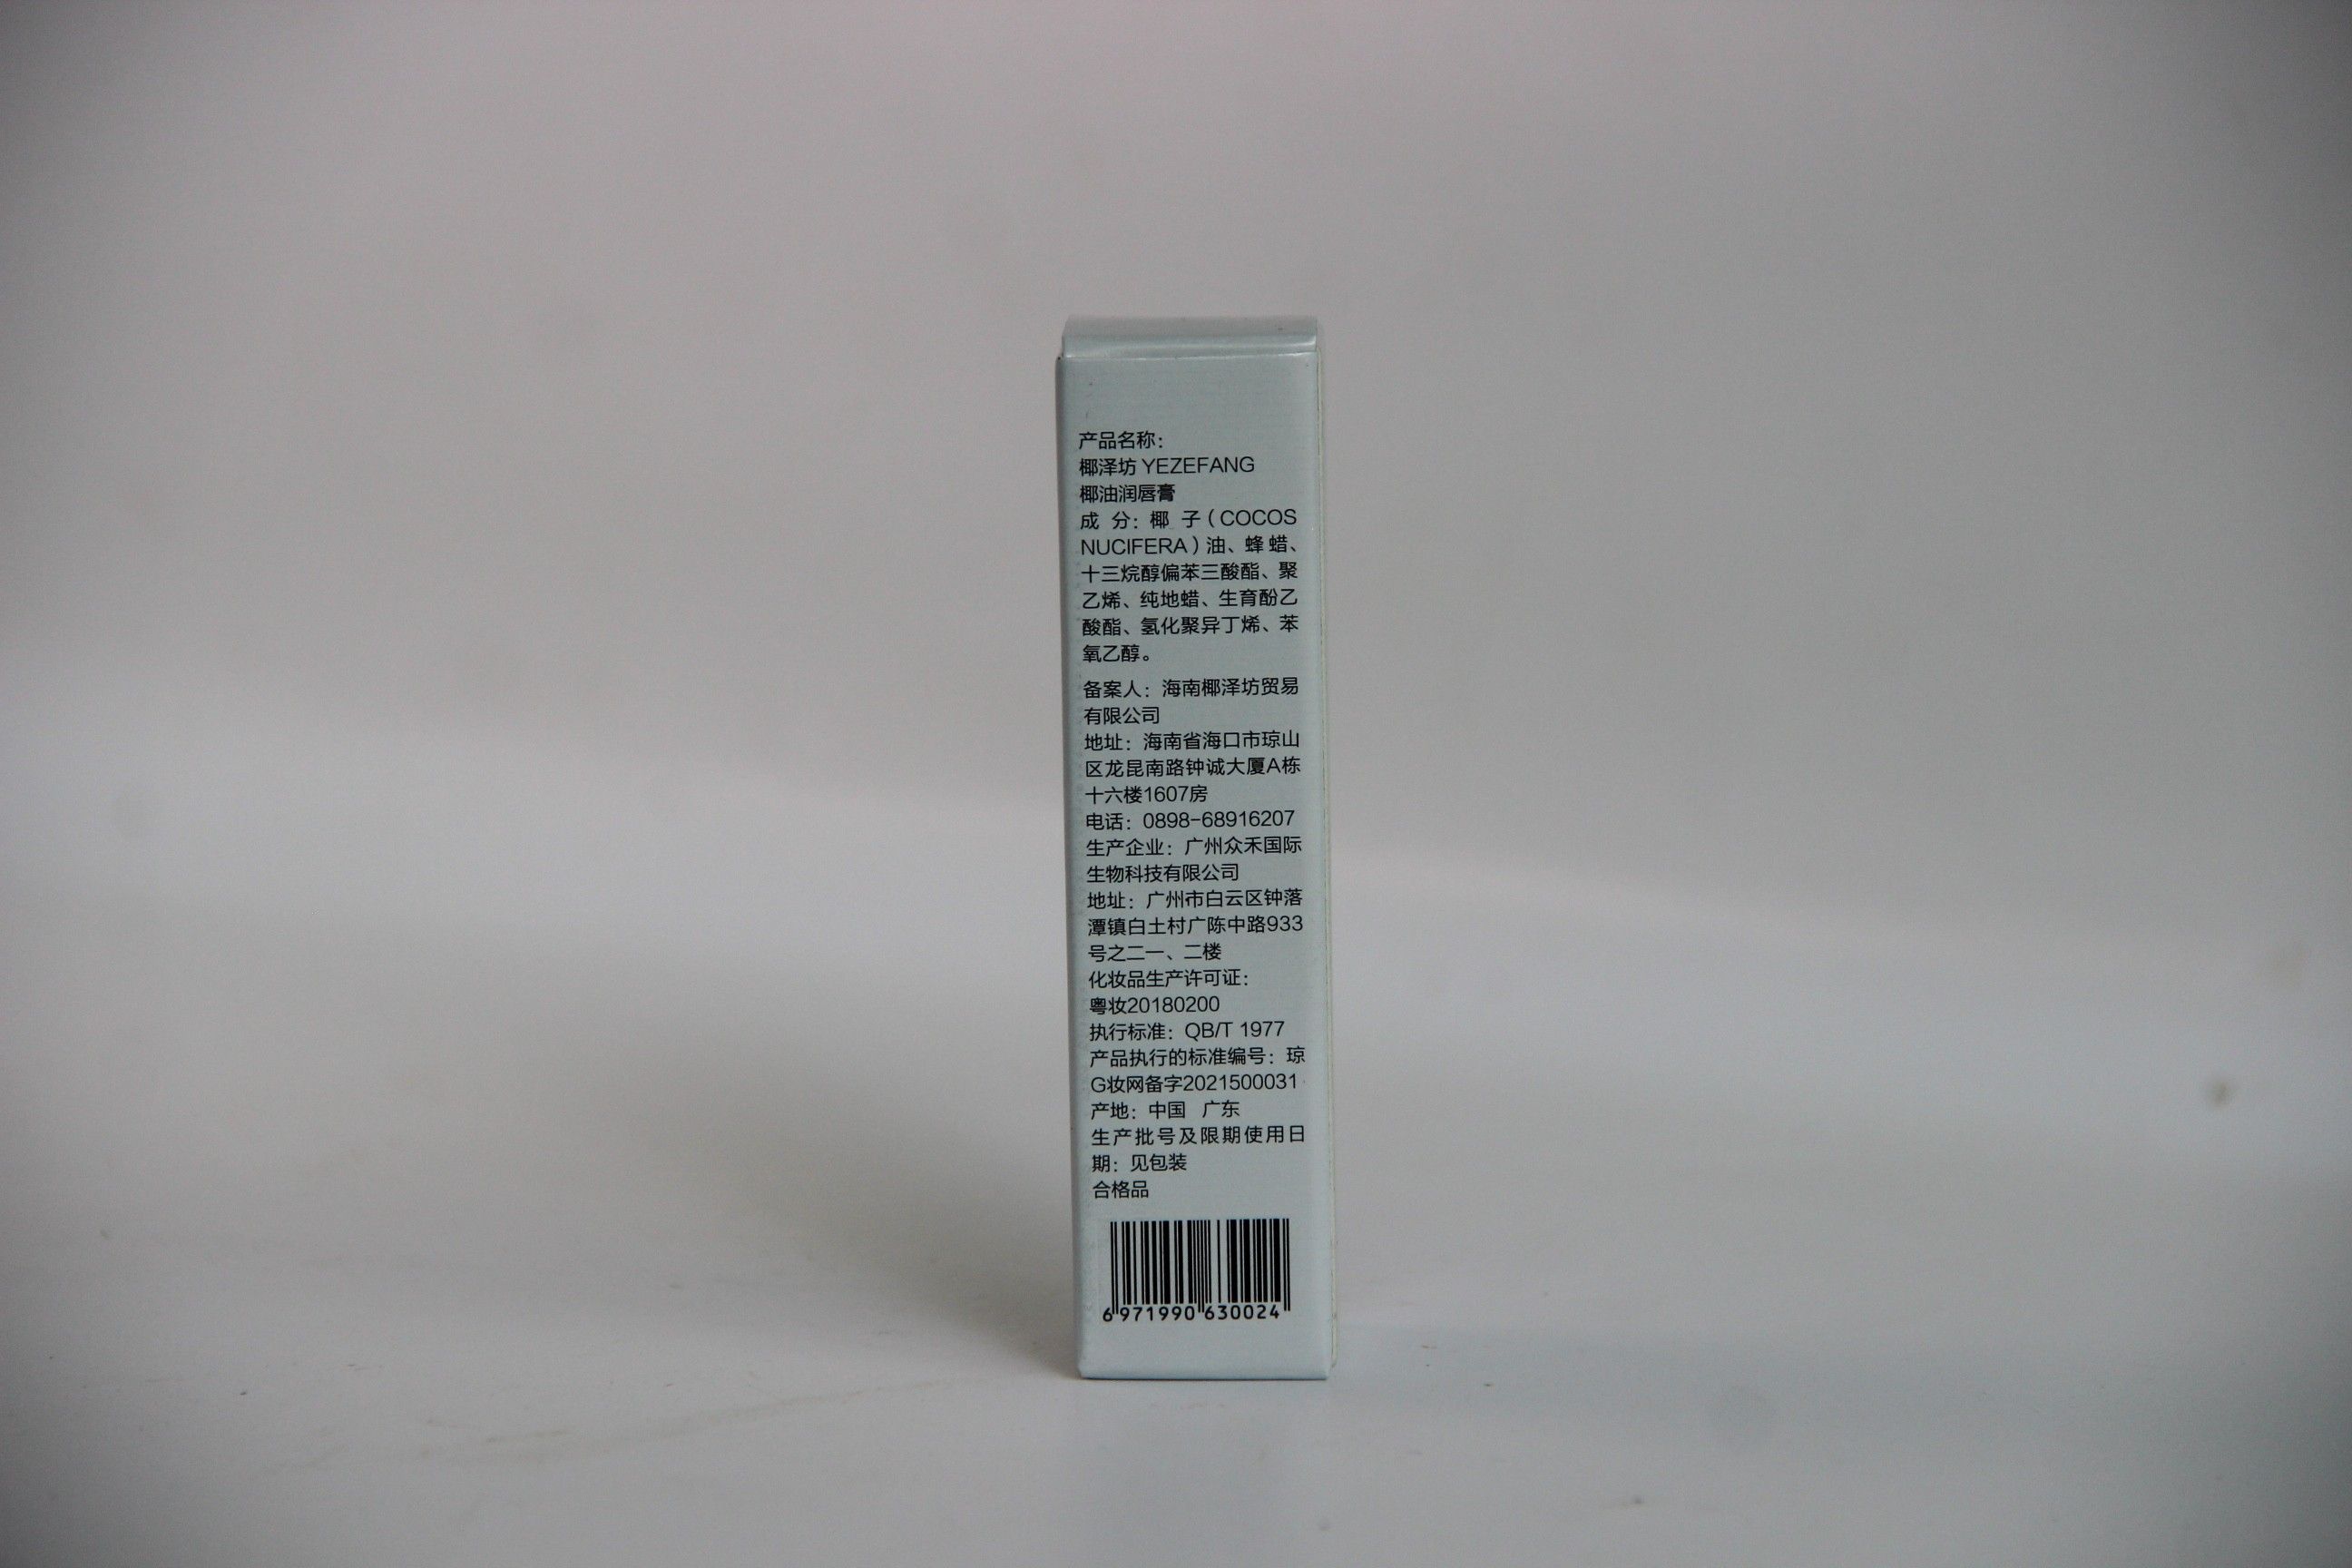 产品名称：
椰泽坊 YEZEFANG
椰油润唇膏
成 分：椰 子（COCOS
NUCIFERA）油、蜂蜡、
十三烷醇偏苯三酸酯、聚
乙烯、纯地蜡、生育酚乙
酸酯、氢化聚异丁烯、苯
氧乙醇。
备案人：海南椰泽坊贸易
有限公司
地址：海南省海口市琼山
区龙昆南路钟诚大厦A栋
十六楼1607房
电话：0898-68916207
生产企业：广州众禾国际
生物科技有限公司
地址：广州市白云区钟落
潭镇白土村广陈中路933
号之二一、二楼
化妆品生产许可证：
粤妆20180200
执行标准：QB/T 1977
产品执行的标准编号：琼
G妆网备字2021500031
产地：中国 广东
生产批号及限期使用日
期：见包装
合格品
6 971990 630024